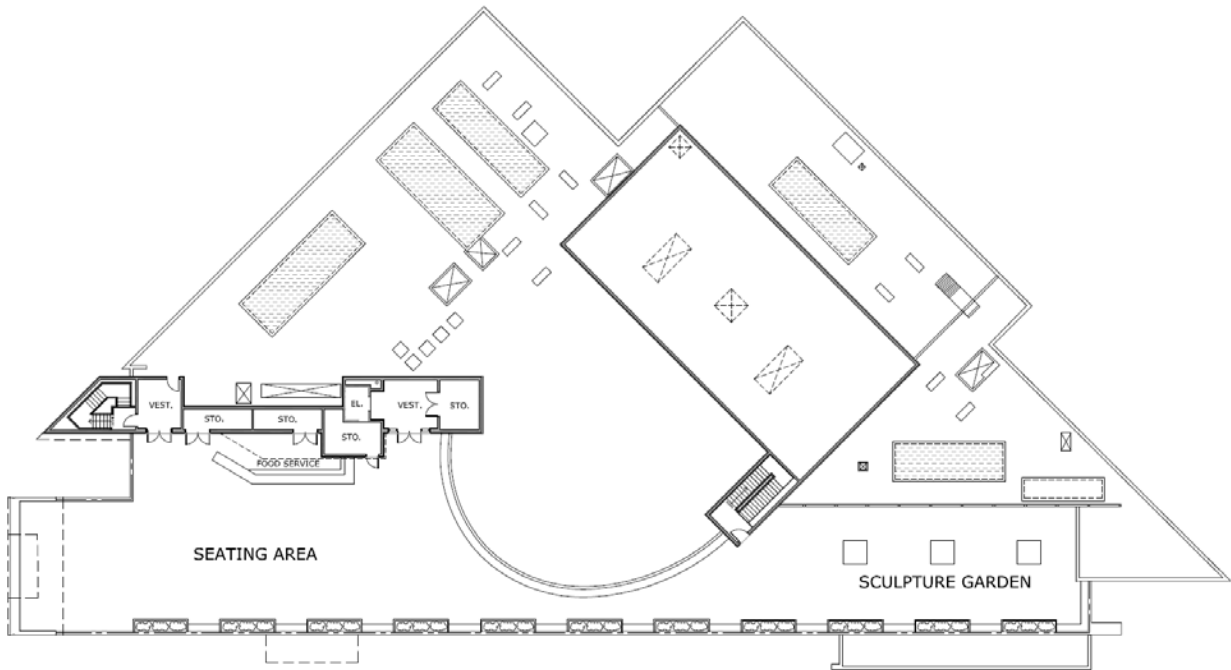 EL.
VEST.
VEST.
STO.
STO.
STO.
STO.
FOOD SERVICE
SEATING AREA
SCULPTURE GARDEN